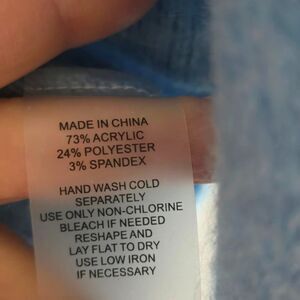 MADE IN CHINA
73% ACRYLIC
24% POLYESTER
3% SPANDEX
HAND WASH COLD
SEPARATELY
USE ONLY NON-CHLORINE
BLEACH IF NEEDED
RESHAPE AND
LAY FLAT TO DRY
USE LOW IRON
IF NECESSARY